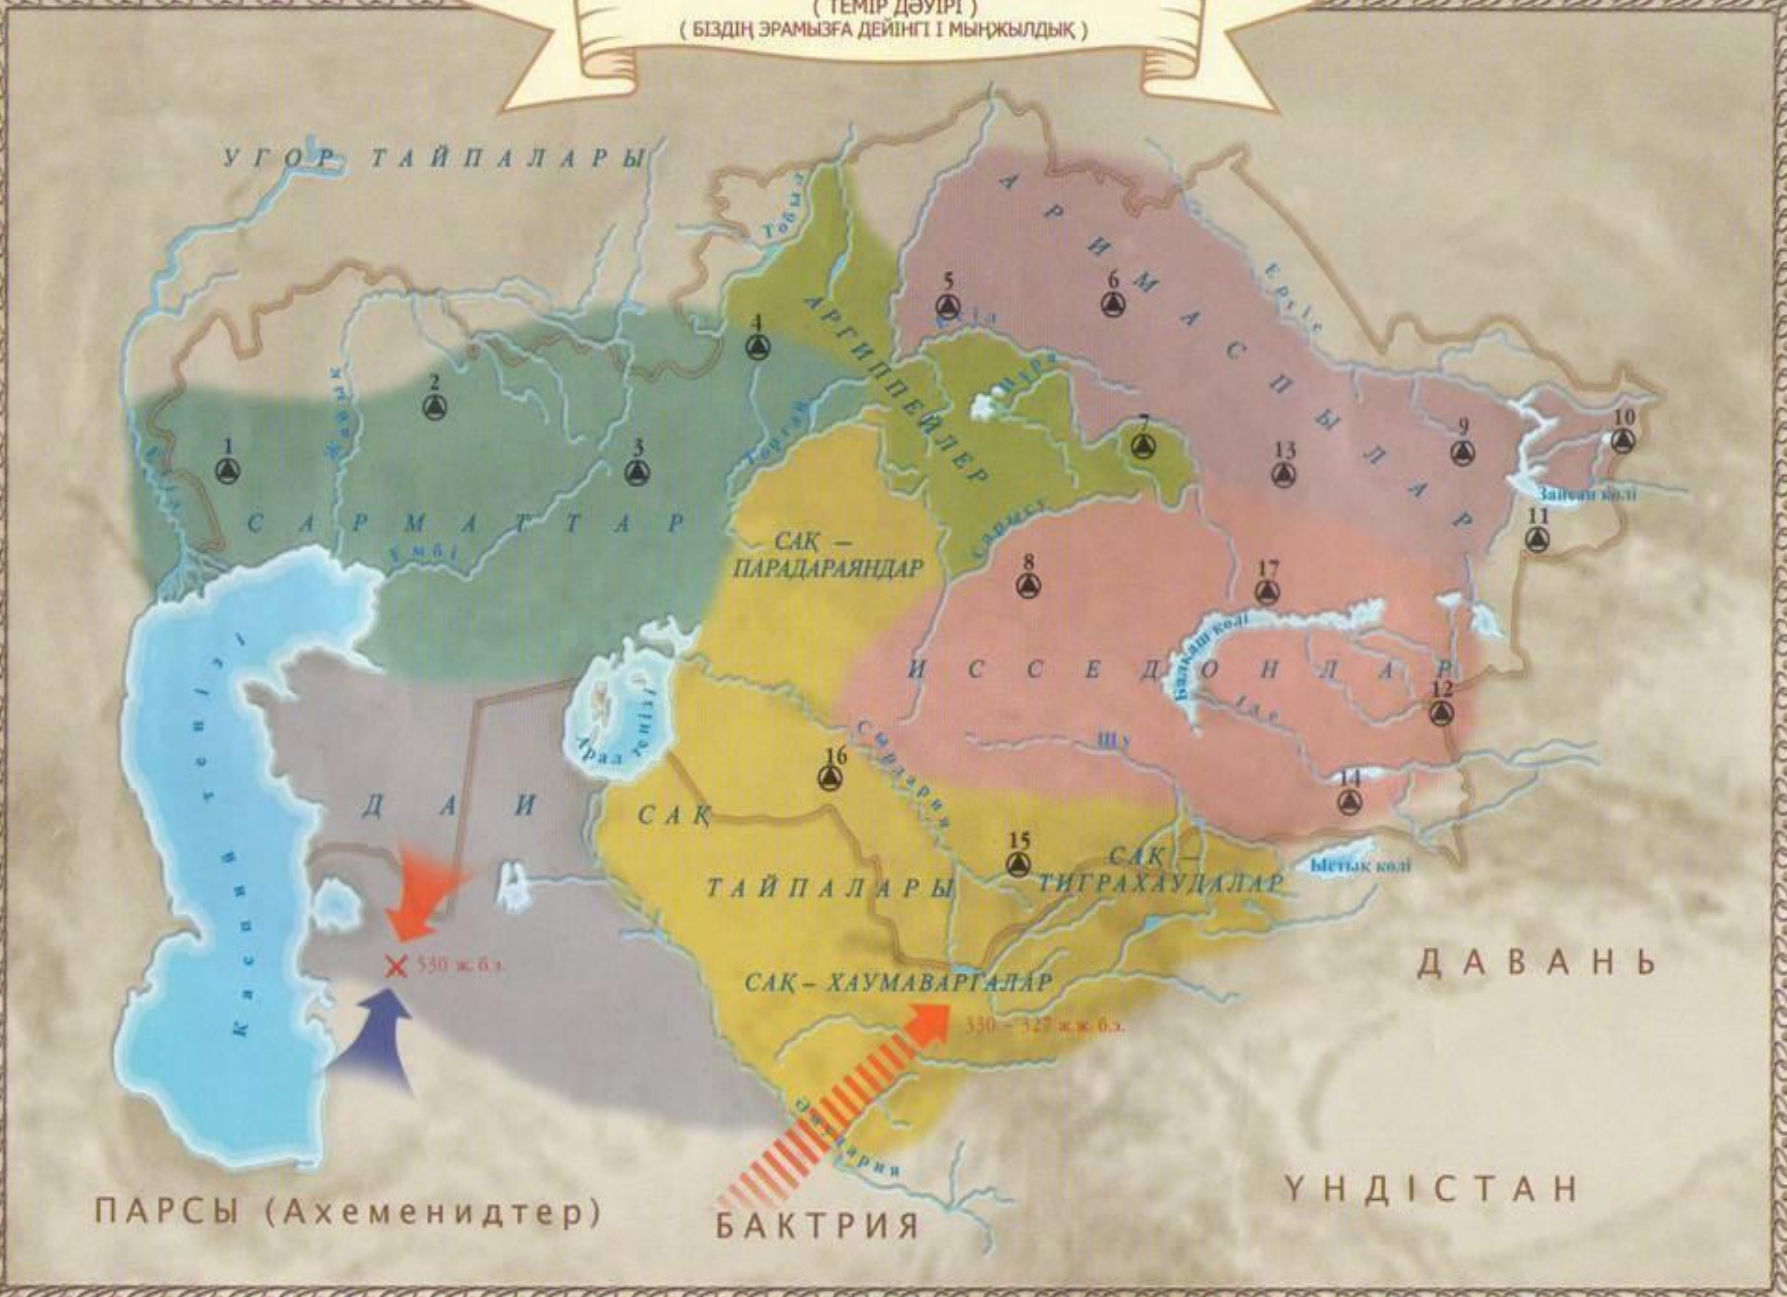 ( ТЕМІР ДӘУІРІ )
( БІЗДІҢ ЭРАМЫЗҒА ДЕЙІНГІ І МЫҢЖЫЛДЫҚ )
УГОР ТАЙПАЛАРЫ
Тобыл
АРИМАСПЫЛАР
Ертіс
5
6
Есіл
4
АРГИППЕЙЛЕР
Нұра
2
Жайық
Торғай
1
3
7
13
9
10
Зайсан көлі
11
Еділ
САРМАТТАР
Ембі
САҚ –
ПАРАДАРАЯНДАР
Сарысу
8
17
Балқаш көлі
ИССЕДОНЛАР
12
Іле
Шу
14
Каспий теңізі
Арал теңізі
Сырдария
16
ДАИ
САҚ
ТАЙПАЛАРЫ
15
САҚ –
ТИГРАХАУДАЛАР
Ыстық көлі
530 ж. б.э.
САҚ – ХАУМАВАРГАЛАР
330 – 327 ж.ж. б.э.
ДАВАНЬ
Әмудария
ПАРСЫ (Ахеменидтер)
БАКТРИЯ
ҮНДІСТАН